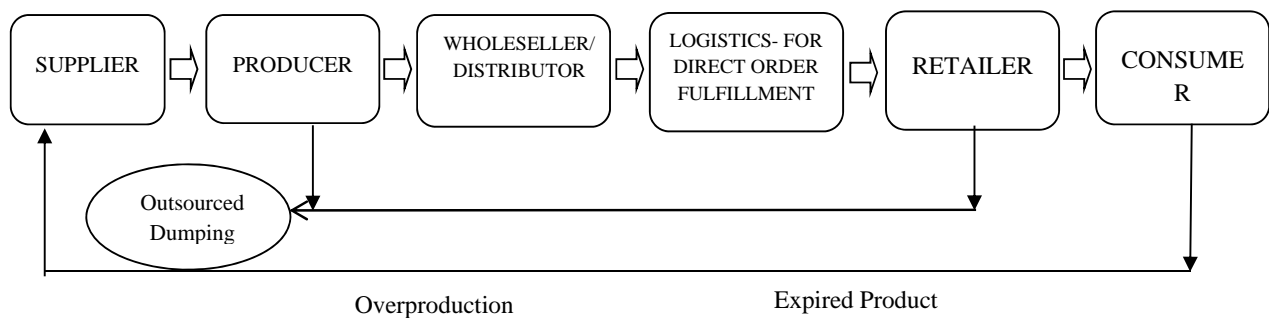 SUPPLIER
PRODUCER
WHOLESELLER/
DISTRIBUTOR
LOGISTICS- FOR
DIRECT ORDER
FULFILLMENT
RETAILER
CONSUME
R
Outsourced
Dumping
Overproduction
Expired Product